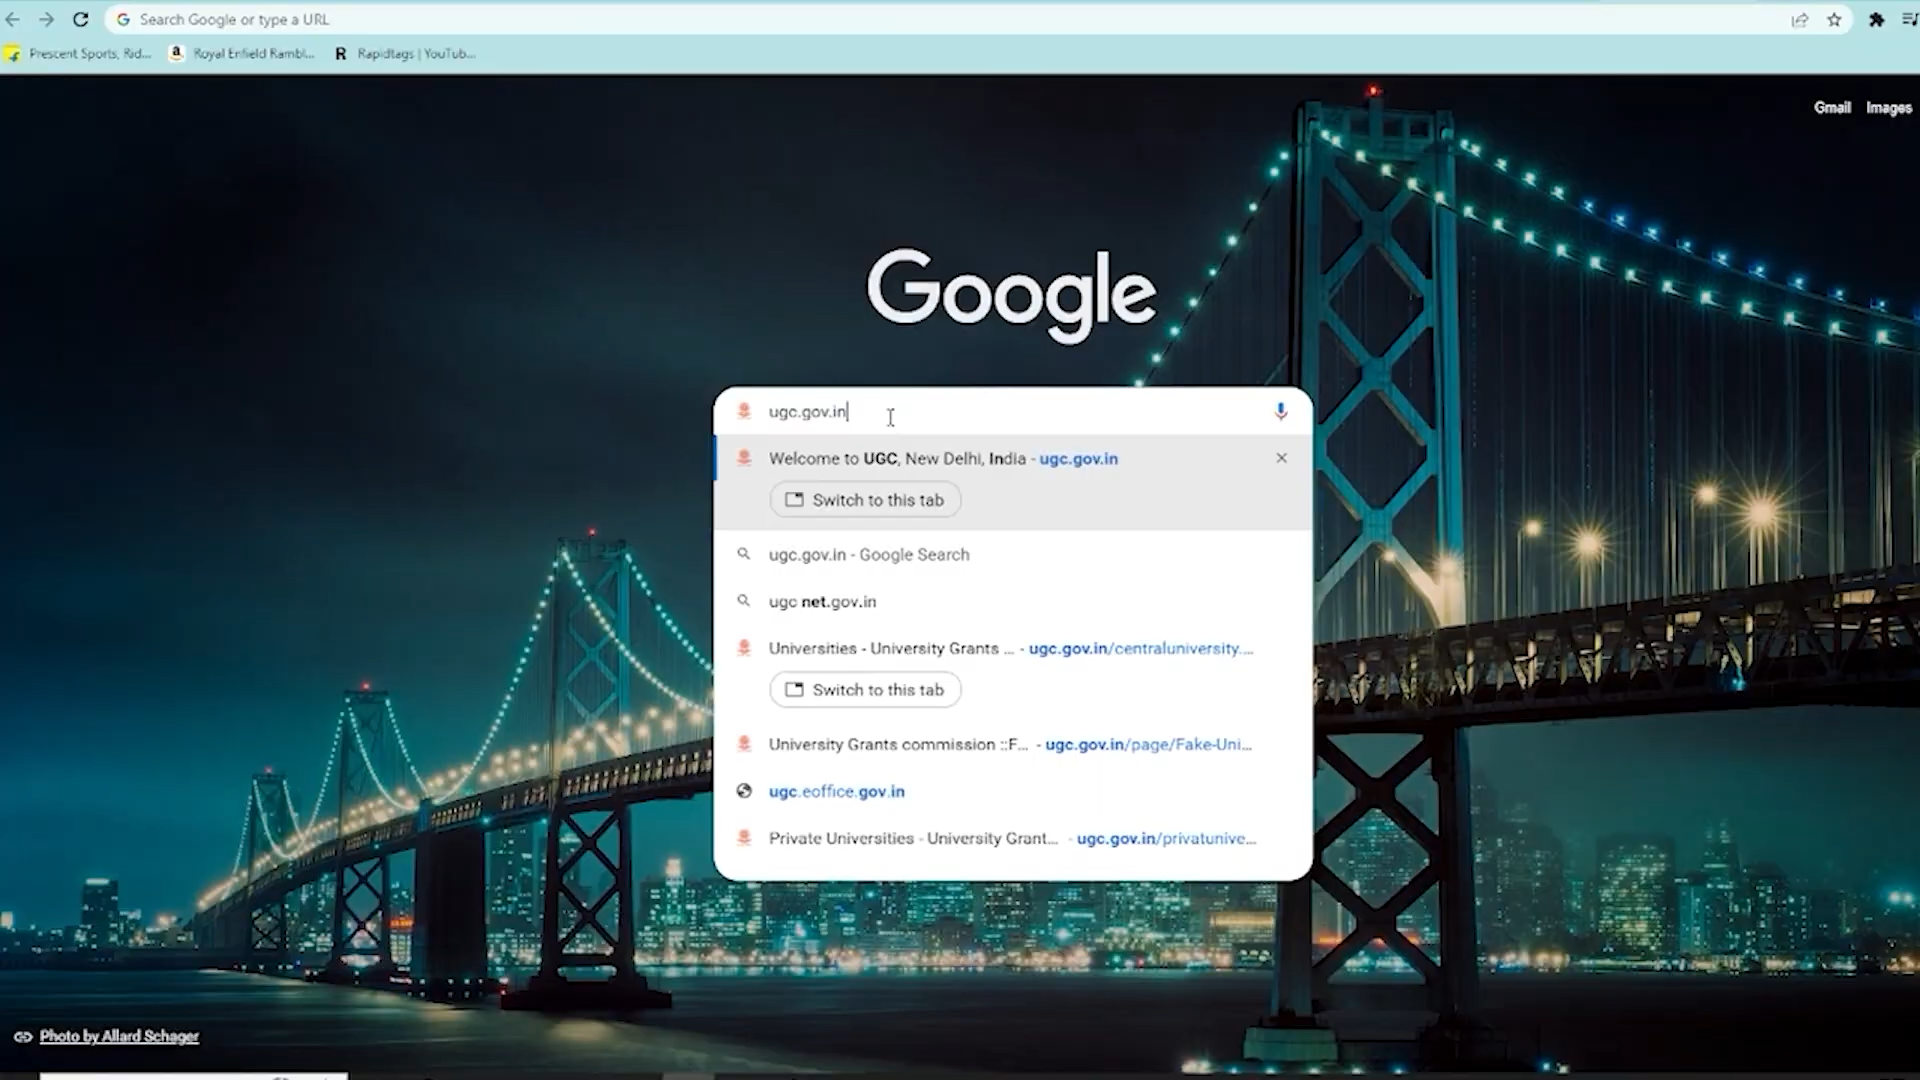 Search Google or type a URL
Prescent Sports, Rid...
Royal Enfield Rambl...
R Rapidtags | YouTub...
Gmail Images
Google
ugc.gov.in
Welcome to UGC, New Delhi, India - ugc.gov.in
Switch to this tab
ugc.gov.in - Google Search
ugc net.gov.in
Universities - University Grants ... - ugc.gov.in/centraluniversity....
Switch to this tab
University Grants commission ::F... - ugc.gov.in/page/Fake-Uni...
ugc.eoffice.gov.in
Private Universities - University Grant... - ugc.gov.in/privatunive...
Photo by Allard Schager